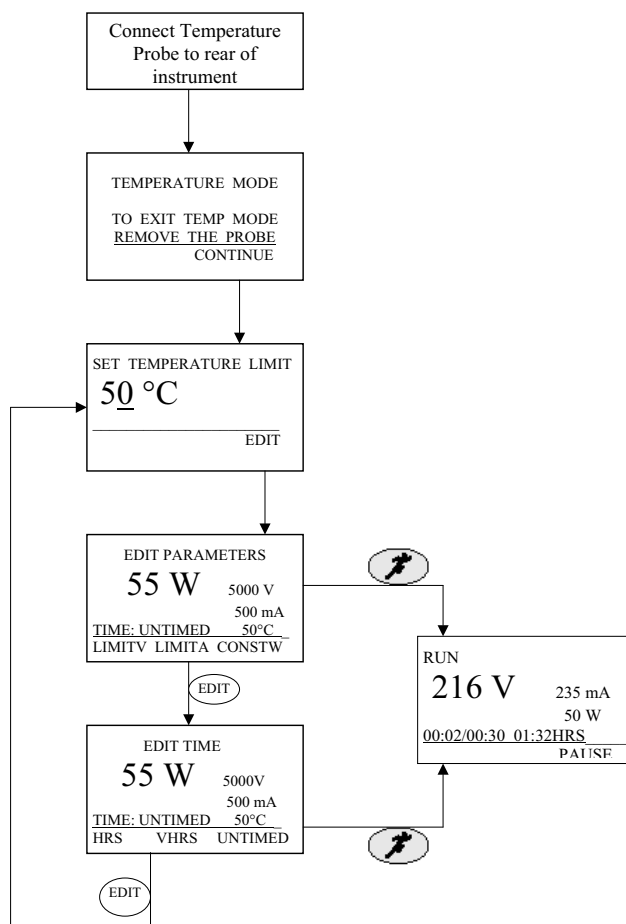 Connect Temperature
Probe to rear of
instrument
TEMPERATURE MODE
TO EXIT TEMP MODE
REMOVE THE PROBE
CONTINUE
SET TEMPERATURE LIMIT
50 °C
EDIT
EDIT PARAMETERS
55 W 5000 V
500 mA
TIME: UNTIMED 50°C
LIMITV LIMITA CONSTW
EDIT
RUN
216 V 235 mA
50 W
00:02/00:30 01:32HRS
PAUSE
EDIT TIME
55 W 5000V
500 mA
TIME: UNTIMED 50°C
HRS VHRS UNTIMED
EDIT